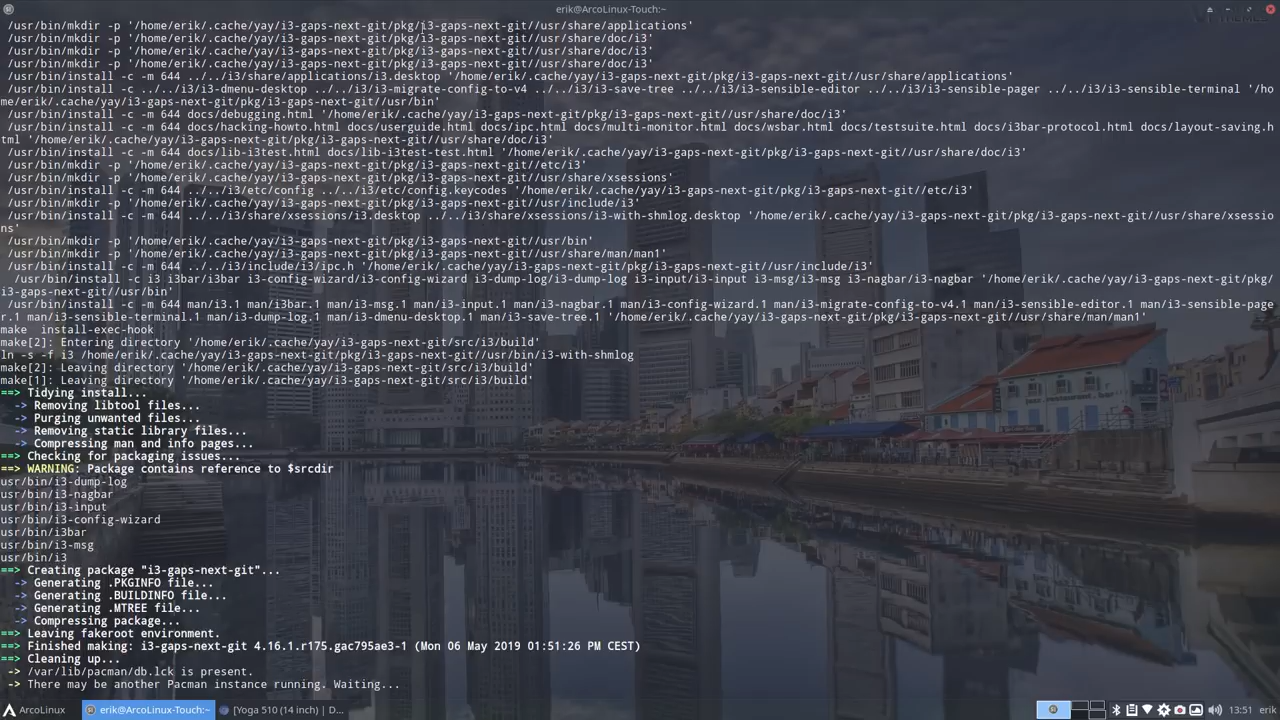 erik@ArcoLinux-Touch:~
/usr/bin/mkdir -p '/home/erik/.cache/yay/i3-gaps-next-git/pkg/i3-gaps-next-git//usr/share/applications'
/usr/bin/mkdir -p '/home/erik/.cache/yay/i3-gaps-next-git/pkg/i3-gaps-next-git//usr/share/doc/i3'
/usr/bin/mkdir -p '/home/erik/.cache/yay/i3-gaps-next-git/pkg/i3-gaps-next-git//usr/share/doc/i3'
/usr/bin/mkdir -p '/home/erik/.cache/yay/i3-gaps-next-git/pkg/i3-gaps-next-git//usr/share/doc/i3'
/usr/bin/install -c -m 644 ../../i3/share/applications/i3.desktop '/home/erik/.cache/yay/i3-gaps-next-git/pkg/i3-gaps-next-git//usr/share/applications'
/usr/bin/install -c ../../i3/i3-dmenu-desktop ../../i3/i3-migrate-config-to-v4 ../../i3/i3-save-tree ../../i3/i3-sensible-editor ../../i3/i3-sensible-pager ../../i3/i3-sensible-terminal '/ho
me/erik/.cache/yay/i3-gaps-next-git/pkg/i3-gaps-next-git//usr/bin'
/usr/bin/install -c -m 644 docs/debugging.html '/home/erik/.cache/yay/i3-gaps-next-git/pkg/i3-gaps-next-git//usr/share/doc/i3'
/usr/bin/install -c -m 644 docs/hacking-howto.html docs/userguide.html docs/ipc.html docs/multi-monitor.html docs/wsbar.html docs/testsuite.html docs/i3bar-protocol.html docs/layout-saving.h
tml '/home/erik/.cache/yay/i3-gaps-next-git/pkg/i3-gaps-next-git//usr/share/doc/i3'
/usr/bin/install -c -m 644 docs/lib-i3test.html docs/lib-i3test-test.html '/home/erik/.cache/yay/i3-gaps-next-git/pkg/i3-gaps-next-git//usr/share/doc/i3'
/usr/bin/mkdir -p '/home/erik/.cache/yay/i3-gaps-next-git/pkg/i3-gaps-next-git//etc/i3'
/usr/bin/mkdir -p '/home/erik/.cache/yay/i3-gaps-next-git/pkg/i3-gaps-next-git//usr/share/xsessions'
/usr/bin/install -c -m 644 ../../i3/etc/config ../../i3/etc/config.keycodes '/home/erik/.cache/yay/i3-gaps-next-git/pkg/i3-gaps-next-git//etc/i3'
/usr/bin/mkdir -p '/home/erik/.cache/yay/i3-gaps-next-git/pkg/i3-gaps-next-git//usr/include/i3'
/usr/bin/install -c -m 644 ../../i3/share/xsessions/i3.desktop ../../i3/share/xsessions/i3-with-shmlog.desktop '/home/erik/.cache/yay/i3-gaps-next-git/pkg/i3-gaps-next-git//usr/share/xsessio
ns'
/usr/bin/mkdir -p '/home/erik/.cache/yay/i3-gaps-next-git/pkg/i3-gaps-next-git//usr/bin'
/usr/bin/mkdir -p '/home/erik/.cache/yay/i3-gaps-next-git/pkg/i3-gaps-next-git//usr/share/man/man1'
/usr/bin/install -c -m 644 ../../i3/include/i3/ipc.h '/home/erik/.cache/yay/i3-gaps-next-git/pkg/i3-gaps-next-git//usr/include/i3'
/usr/bin/install -c i3 i3bar/i3bar i3-config-wizard/i3-config-wizard i3-dump-log/i3-dump-log i3-input/i3-input i3-msg/i3-msg i3-nagbar/i3-nagbar '/home/erik/.cache/yay/i3-gaps-next-git/pkg/
i3-gaps-next-git//usr/bin'
/usr/bin/install -c -m 644 man/i3.1 man/i3bar.1 man/i3-msg.1 man/i3-input.1 man/i3-nagbar.1 man/i3-config-wizard.1 man/i3-migrate-config-to-v4.1 man/i3-sensible-editor.1 man/i3-sensible-page
r.1 man/i3-sensible-terminal.1 man/i3-dump-log.1 man/i3-dmenu-desktop.1 man/i3-save-tree.1 '/home/erik/.cache/yay/i3-gaps-next-git/pkg/i3-gaps-next-git//usr/share/man/man1'
make  install-exec-hook
make[2]: Entering directory '/home/erik/.cache/yay/i3-gaps-next-git/src/i3/build'
ln -s -f i3 /home/erik/.cache/yay/i3-gaps-next-git/pkg/i3-gaps-next-git//usr/bin/i3-with-shmlog
make[2]: Leaving directory '/home/erik/.cache/yay/i3-gaps-next-git/src/i3/build'
make[1]: Leaving directory '/home/erik/.cache/yay/i3-gaps-next-git/src/i3/build'
==> Tidying install...
-> Removing libtool files...
-> Purging unwanted files...
-> Removing static library files...
-> Compressing man and info pages...
==> Checking for packaging issues...
==> WARNING: Package contains reference to $srcdir
usr/bin/i3-dump-log
usr/bin/i3-nagbar
usr/bin/i3-input
usr/bin/i3-config-wizard
usr/bin/i3bar
usr/bin/i3-msg
usr/bin/i3
==> Creating package "i3-gaps-next-git"...
-> Generating .PKGINFO file...
-> Generating .BUILDINFO file...
-> Generating .MTREE file...
-> Compressing package...
==> Leaving fakeroot environment.
==> Finished making: i3-gaps-next-git 4.16.1.r175.gac795ae3-1 (Mon 06 May 2019 01:51:26 PM CEST)
==> Cleaning up...
-> /var/lib/pacman/db.lck is present.
-> There may be another Pacman instance running. Waiting...
ArcoLinux erik@ArcoLinux-Touch:~ [Yoga 510 (14 inch) | D... 13:51 erik